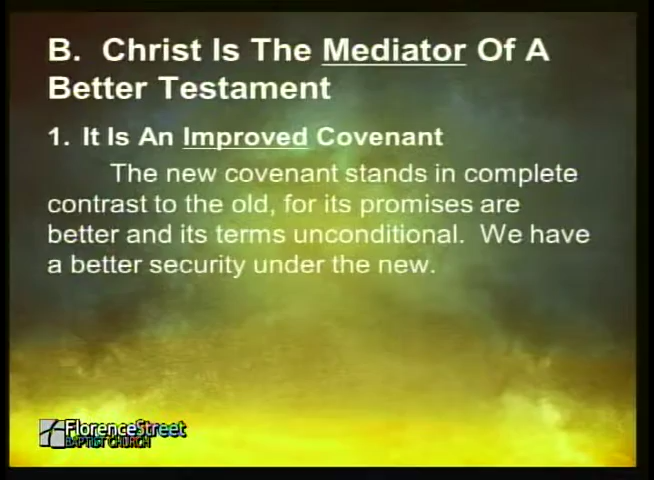 B. Christ Is The Mediator Of A
Better Testament
1. It Is An Improved Covenant
The new covenant stands in complete
contrast to the old, for its promises are
better and its terms unconditional. We have
a better security under the new.
FlorenceStreet
BAPTIST CHURCH